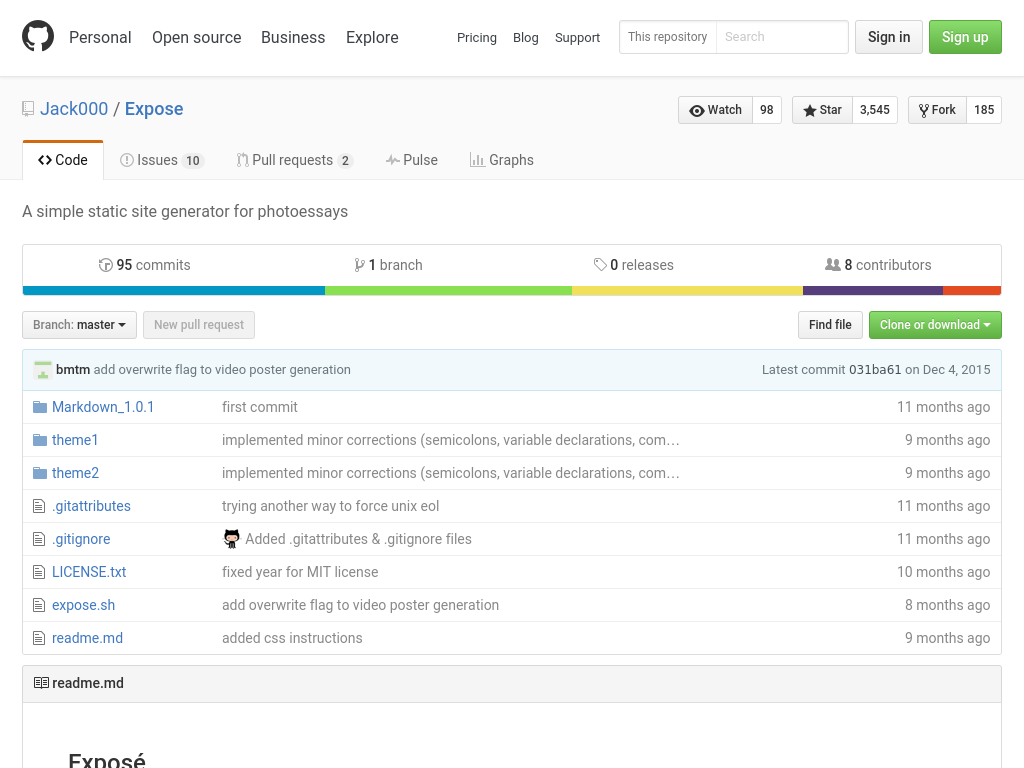 Personal Open source Business Explore Pricing Blog Support This repository Search Sign in Sign up
Jack000 / Expose Watch 98 Star 3,545 Fork 185
Code Issues 10 Pull requests 2 Pulse Graphs
A simple static site generator for photoessays
95 commits 1 branch 0 releases 8 contributors
Branch: master New pull request Find file Clone or download
bmtm add overwrite flag to video poster generation Latest commit 031ba61 on Dec 4, 2015
Markdown_1.0.1 first commit 11 months ago
theme1 implemented minor corrections (semicolons, variable declarations, com… 9 months ago
theme2 implemented minor corrections (semicolons, variable declarations, com… 9 months ago
.gitattributes trying another way to force unix eol 11 months ago
.gitignore Added .gitattributes & .gitignore files 11 months ago
LICENSE.txt fixed year for MIT license 10 months ago
expose.sh add overwrite flag to video poster generation 8 months ago
readme.md added css instructions 9 months ago
readme.md
Exposé